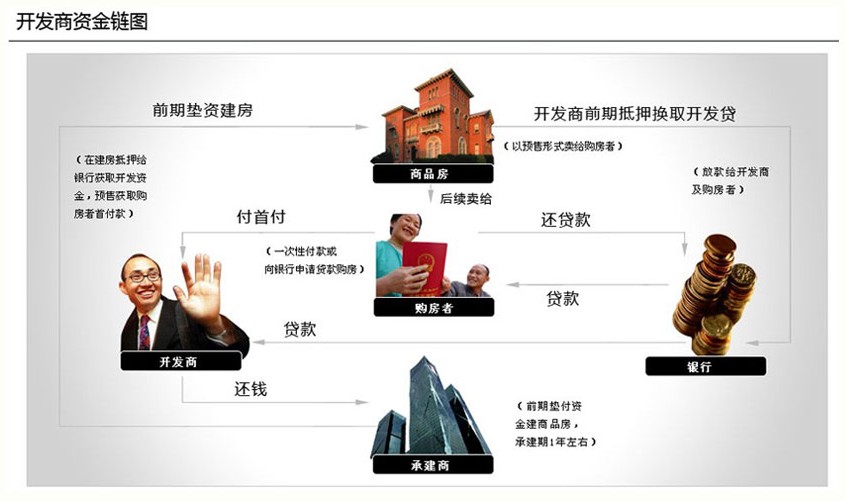 开发商资金链图
前期垫资建房
开发商前期抵押换取开发贷
（以预售形式卖给购房者）
（在建房抵押给
银行获取开发资
金，预售获取购
房者首付款）
商品房
（放款给开发商
及购房者）
后续卖给
付首付
还贷款
（一次性付款或
向银行申请贷款购房）
贷款
购房者
贷款
开发商
银行
还钱
（前期垫付资
金建商品房，
承建期1年左右）
承建商